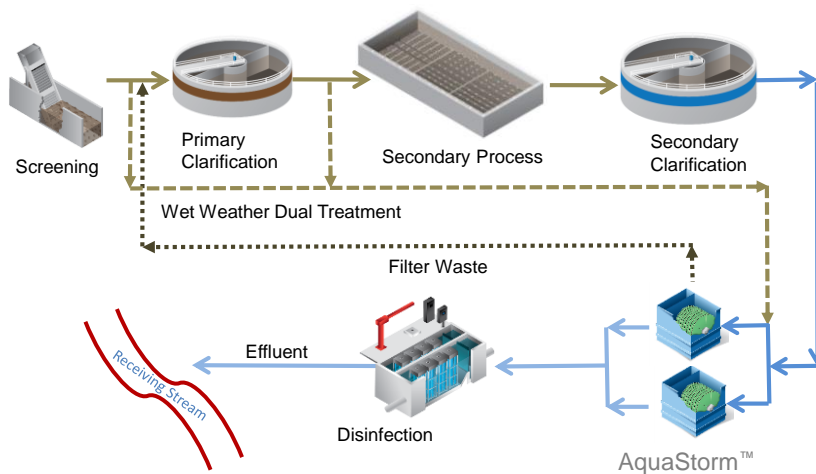 Screening
Primary
Clarification
Secondary Process
Secondary
Clarification
Wet Weather Dual Treatment
Filter Waste
Effluent
Receiving Stream
Disinfection
AquaStorm™